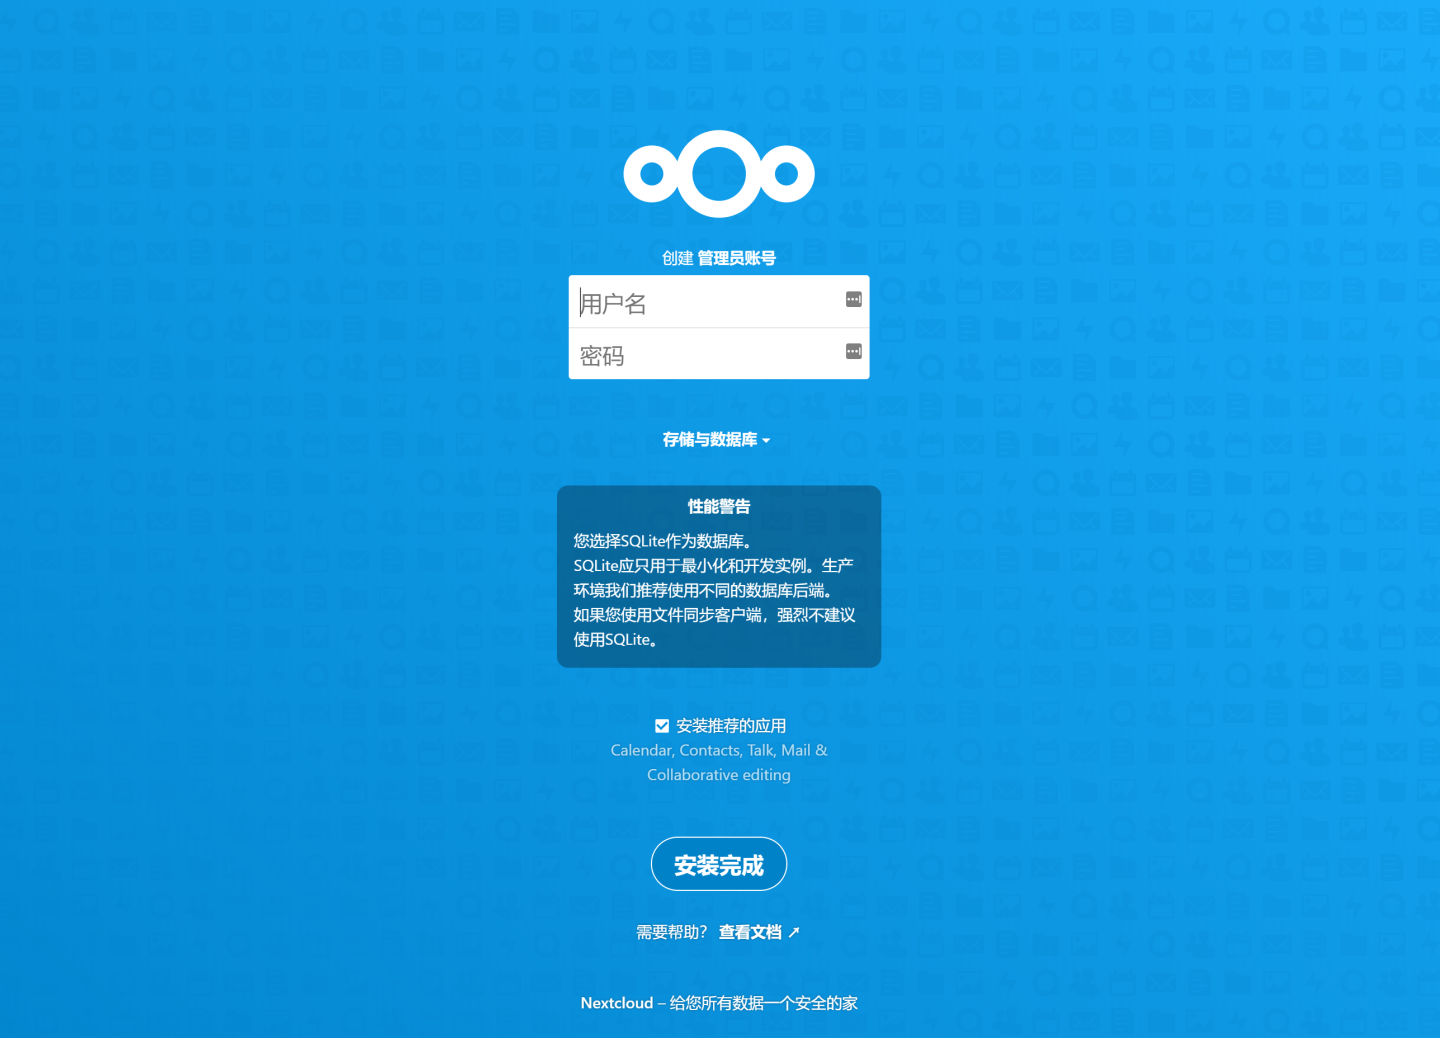 创建 管理员账号
用户名
密码
存储与数据库
性能警告
您选择SQLite作为数据库。
SQLite应只用于最小化和开发实例。生产
环境我们推荐使用不同的数据库后端。
如果您使用文件同步客户端，强烈不建议
使用SQLite。
安装推荐的应用
Calendar, Contacts, Talk, Mail &
Collaborative editing
安装完成
需要帮助？ 查看文档 ↗
Nextcloud – 给您所有数据一个安全的家